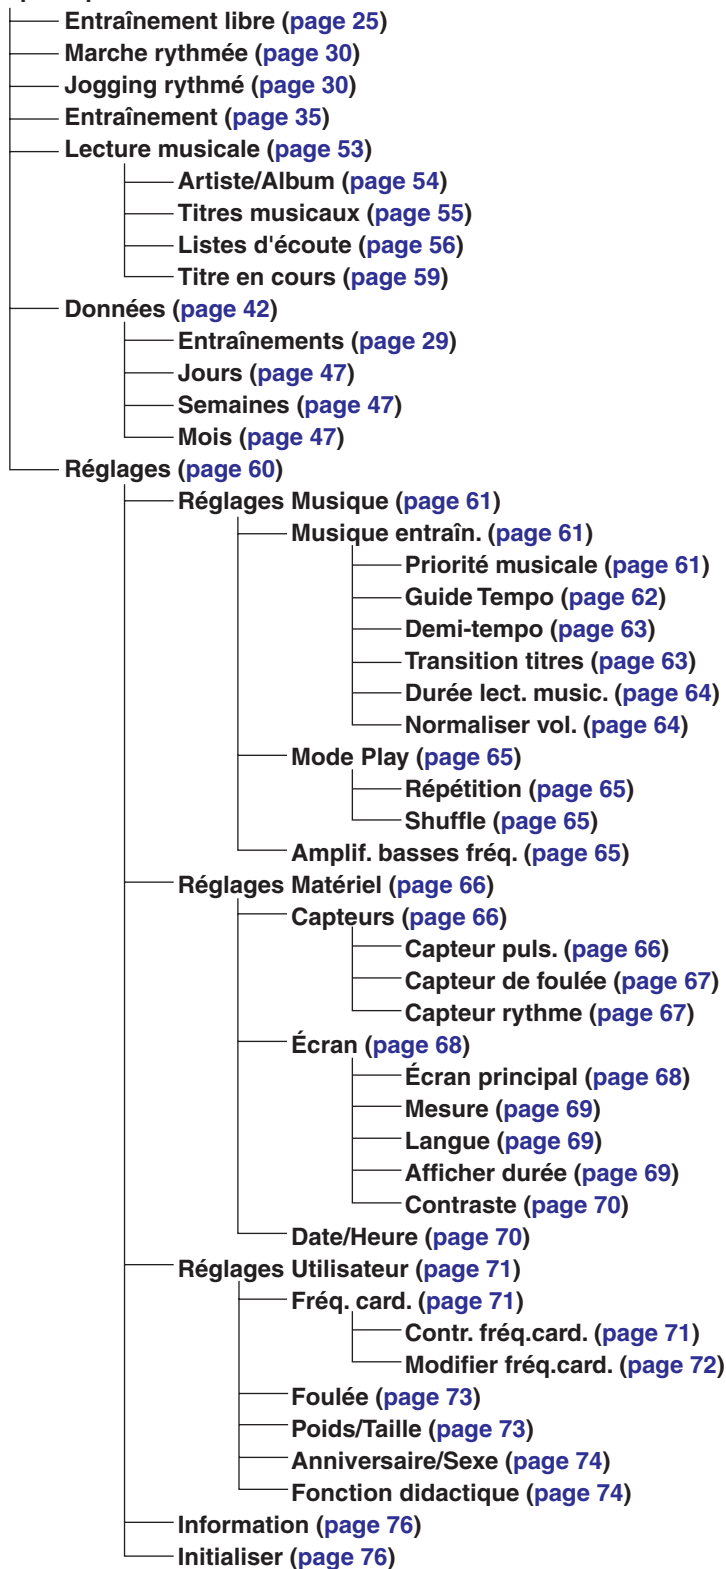 Entraînement libre (page 25)
Marche rythmée (page 30)
Jogging rythmé (page 30)
Entraînement (page 35)
Lecture musicale (page 53)
Artiste/Album (page 54)
Titres musicaux (page 55)
Listes d'écoute (page 56)
Titre en cours (page 59)
Données (page 42)
Entraînements (page 29)
Jours (page 47)
Semaines (page 47)
Mois (page 47)
Réglages (page 60)
Réglages Musique (page 61)
Musique entraîn. (page 61)
Priorité musicale (page 61)
Guide Tempo (page 62)
Demi-tempo (page 63)
Transition titres (page 63)
Durée lect. music. (page 64)
Normaliser vol. (page 64)
Mode Play (page 65)
Répétition (page 65)
Shuffle (page 65)
Amplif. basses fréq. (page 65)
Réglages Matériel (page 66)
Capteurs (page 66)
Capteur puls. (page 66)
Capteur de foulée (page 67)
Capteur rythme (page 67)
Écran (page 68)
Écran principal (page 68)
Mesure (page 69)
Langue (page 69)
Afficher durée (page 69)
Contraste (page 70)
Date/Heure (page 70)
Réglages Utilisateur (page 71)
Fréq. card. (page 71)
Contr. fréq.card. (page 71)
Modifier fréq.card. (page 72)
Foulée (page 73)
Poids/Taille (page 73)
Anniversaire/Sexe (page 74)
Fonction didactique (page 74)
Information (page 76)
Initialiser (page 76)